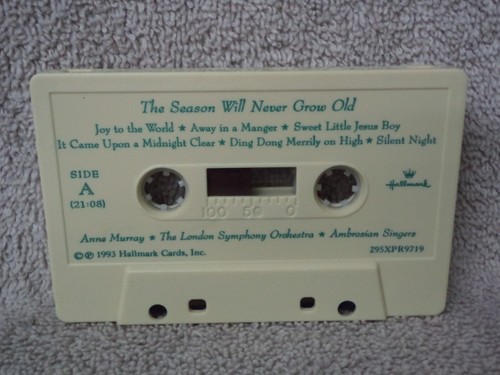 The Season Will Never Grow Old
Joy to the World ★ Away in a Manger ★ Sweet Little Jesus Boy
It Came Upon a Midnight Clear ★ Ding Dong Merrily on High ★ Silent Night
SIDE
A
(21:08)
100 50 0
Hallmark
Anne Murray ★ The London Symphony Orchestra ★ Ambrosian Singers
©℗ 1993 Hallmark Cards, Inc. 295XPR9719